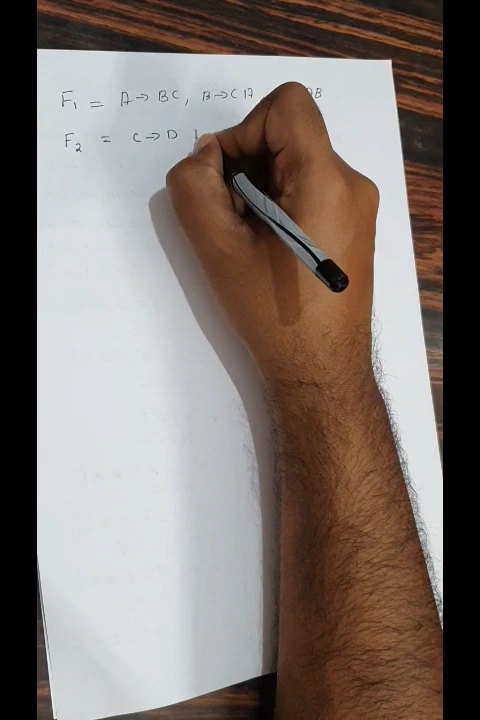 F₁ = A→BC, B→CA
F₂ = C→D